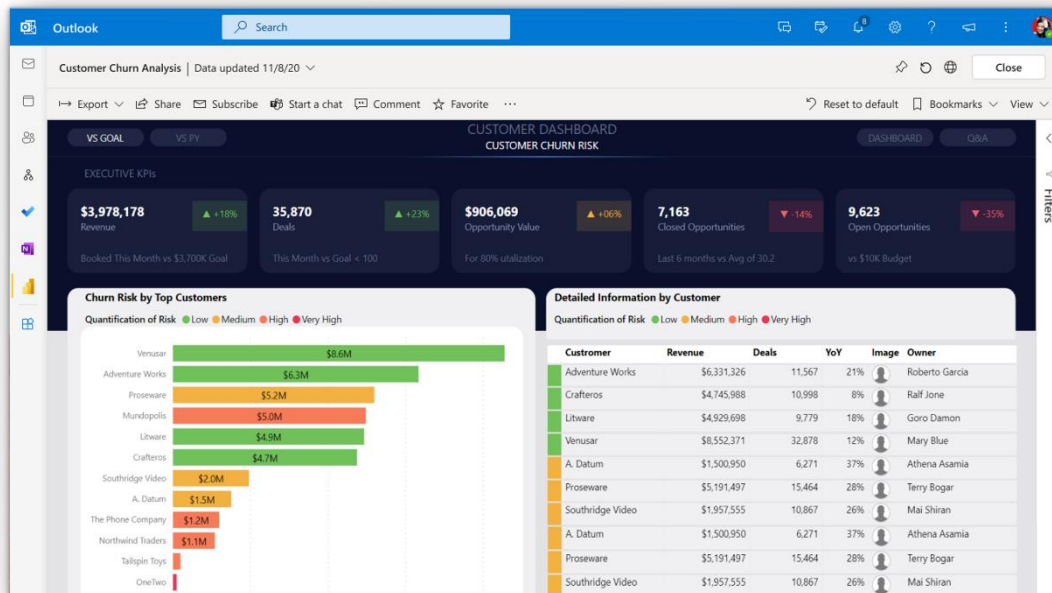 Outlook
Search
8
Customer Churn Analysis | Data updated 11/8/20
Close
Export Share Subscribe Start a chat Comment Favorite ...
Reset to default Bookmarks View
VS GOAL VS PY
CUSTOMER DASHBOARD
CUSTOMER CHURN RISK
DASHBOARD Q&A
Filters
EXECUTIVE KPIs
$3,978,178 ▲ +18%
Revenue
Booked This Month vs $3,700K Goal
35,870 ▲ +23%
Deals
This Month vs Goal < 100
$906,069 ▲ +06%
Opportunity Value
For 80% utalization
7,163 ▼ -14%
Closed Opportunities
Last 6 months vs Avg of 30.2
9,623 ▼ -35%
Open Opportunities
vs $10K Budget
Churn Risk by Top Customers
Quantification of Risk Low Medium High Very High
Venusar $8.6M
Adventure Works $6.3M
Proseware $5.2M
Mundopolis $5.0M
Litware $4.9M
Crafteros $4.7M
Southridge Video $2.0M
A. Datum $1.5M
The Phone Company $1.2M
Northwind Traders $1.1M
Tailspin Toys
OneTwo
Detailed Information by Customer
Quantification of Risk Low Medium High Very High
Custromer Revenue Deals YoY Image Owner
Adventure Works $6,331,326 11,567 21% Roberto Garcia
Crafteros $4,745,988 10,998 8% Ralf Jone
Litware $4,929,698 9,779 18% Goro Damon
Venusar $8,552,371 32,878 12% Mary Blue
A. Datum $1,500,950 6,271 37% Athena Asamia
Proseware $5,191,497 15,464 28% Terry Bogar
Southridge Video $1,957,555 10,867 26% Mai Shiran
A. Datum $1,500,950 6,271 37% Athena Asamia
Proseware $5,191,497 15,464 28% Terry Bogar
Southridge Video $1,957,555 10,867 26% Mai Shiran